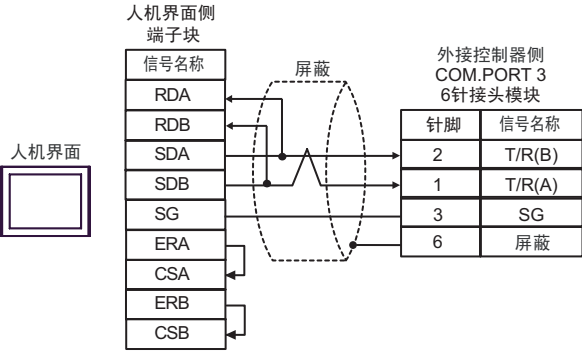 人机界面侧
端子块
信号名称
RDA
RDB
SDA
SDB
SG
ERA
CSA
ERB
CSB
人机界面
屏蔽
外接控制器侧
COM.PORT 3
6针接头模块
针脚 信号名称
2 T/R(B)
1 T/R(A)
3 SG
6 屏蔽